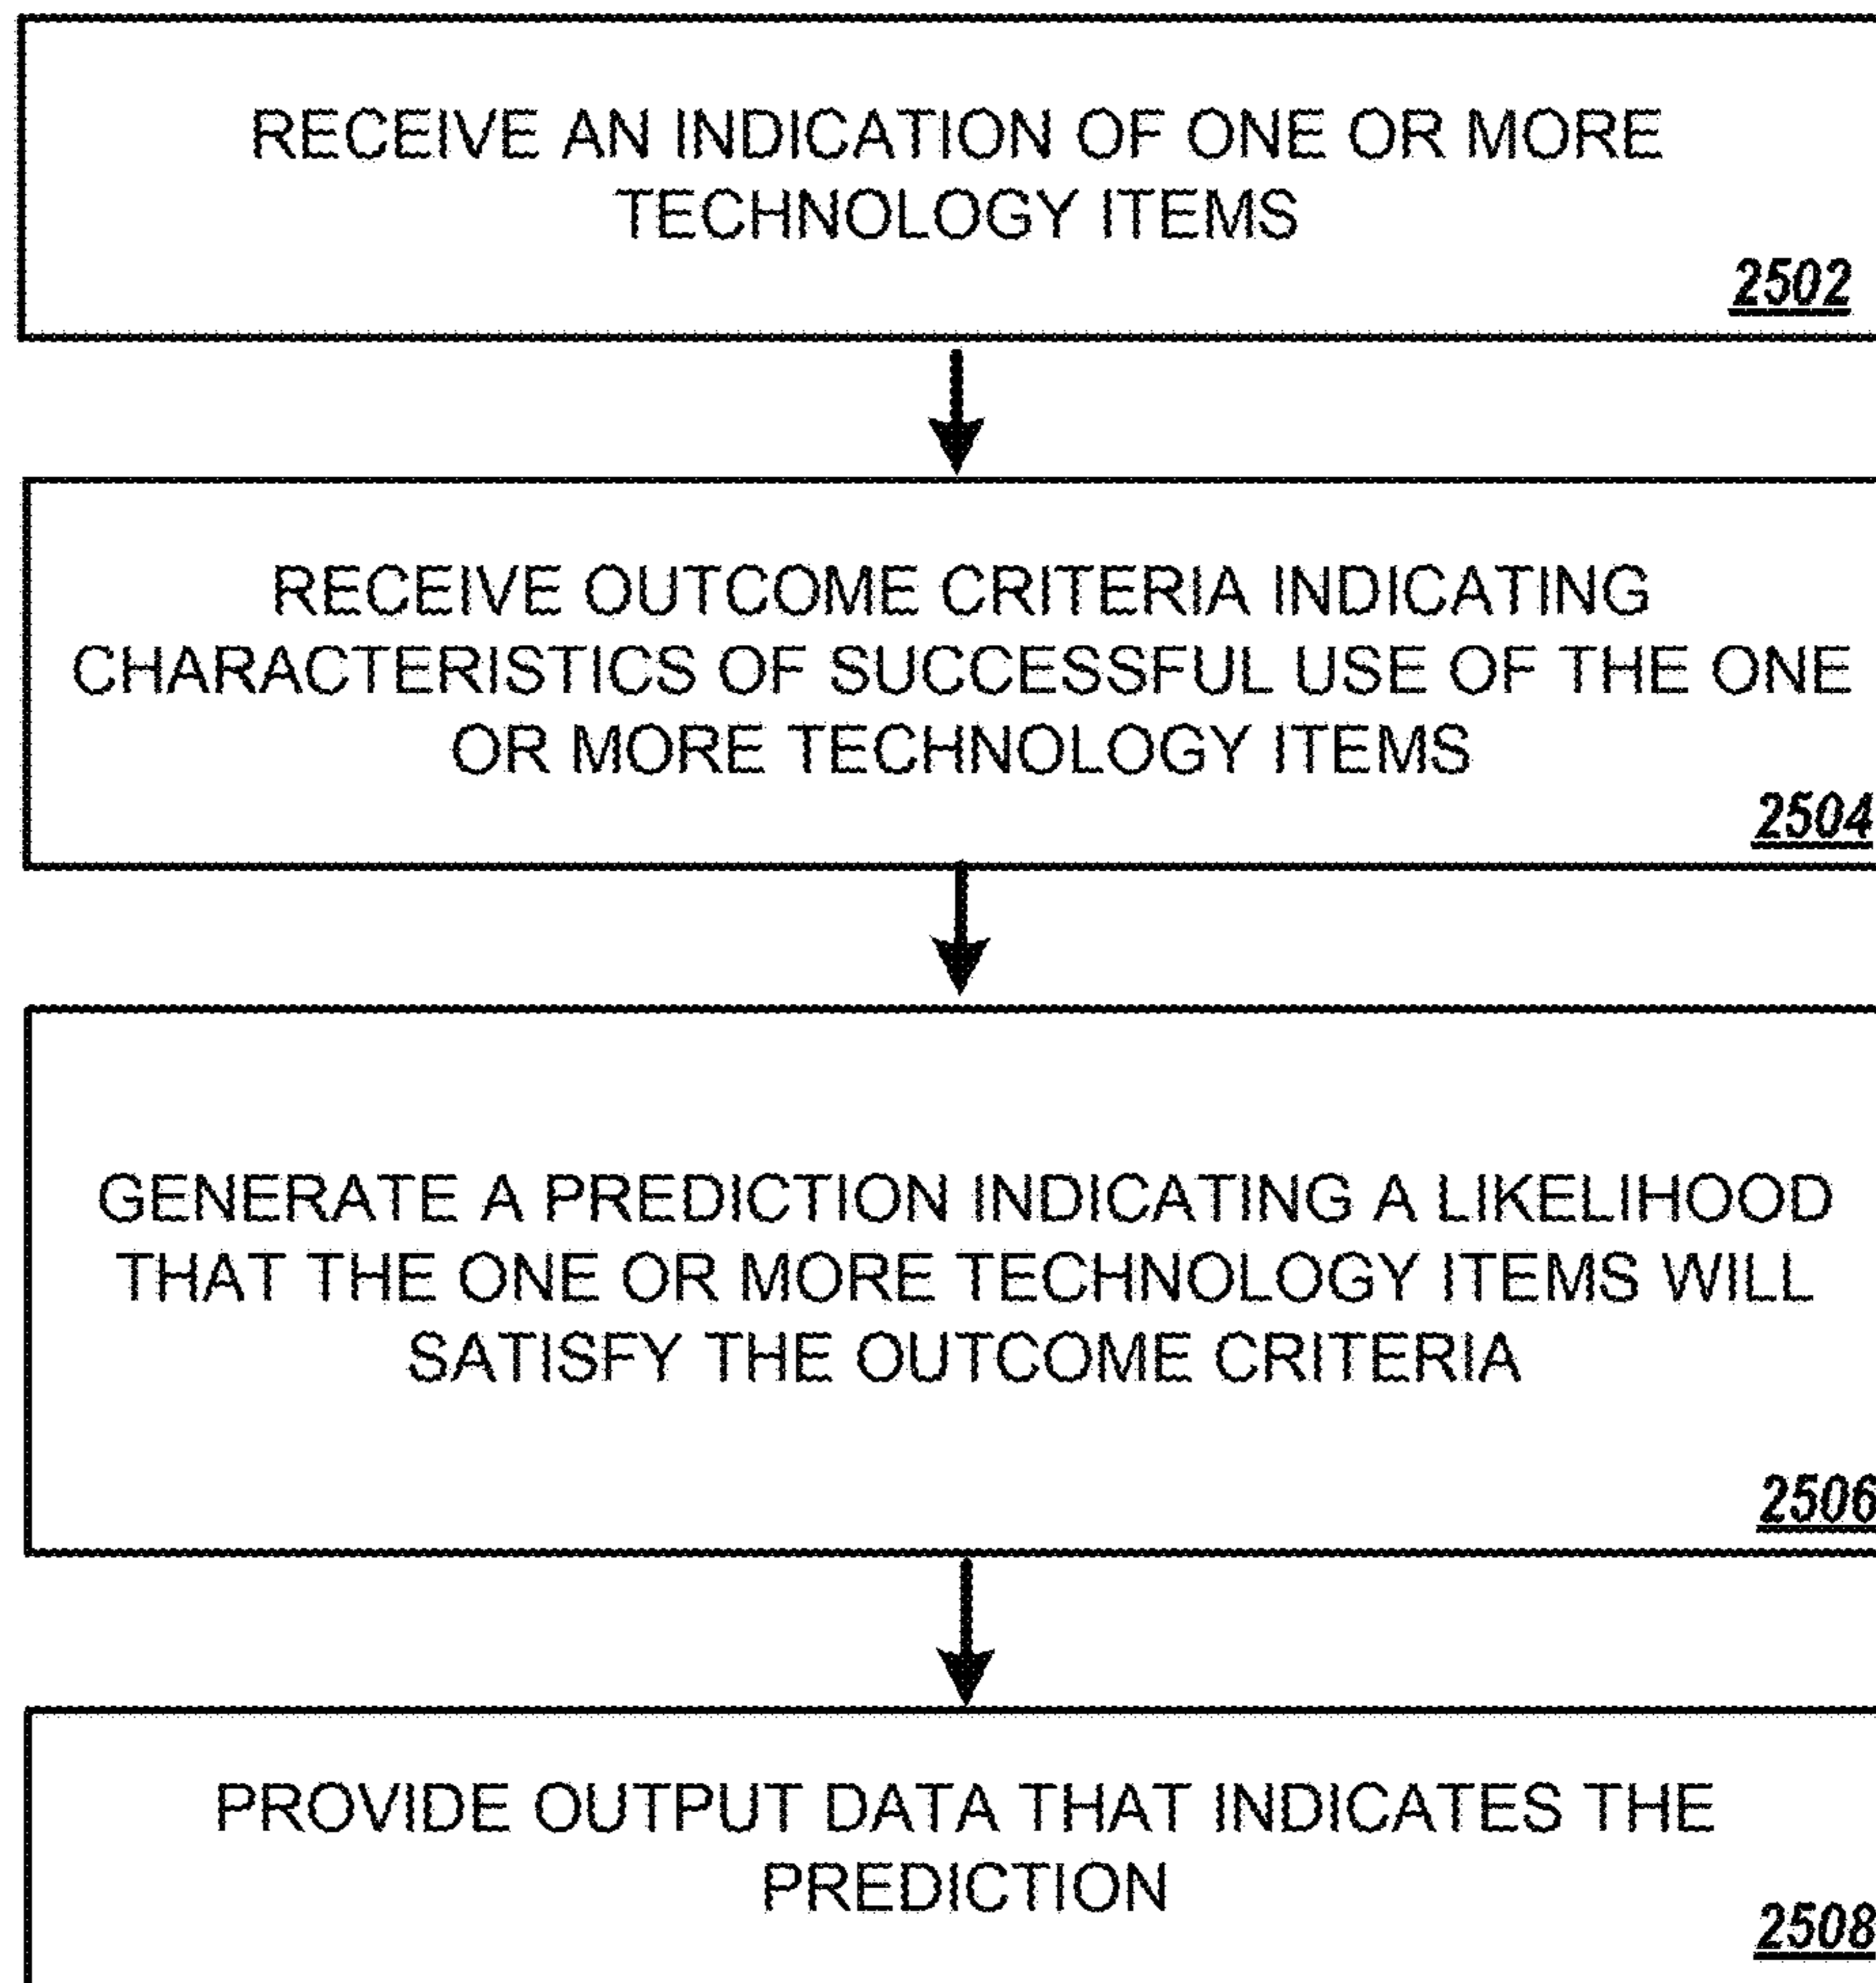 RECEIVE AN INDICATION OF ONE OR MORE
TECHNOLOGY ITEMS
2502
RECEIVE OUTCOME CRITERIA INDICATING
CHARACTERISTICS OF SUCCESSFUL USE OF THE ONE
OR MORE TECHNOLOGY ITEMS
2504
GENERATE A PREDICTION INDICATING A LIKELIHOOD
THAT THE ONE OR MORE TECHNOLOGY ITEMS WILL
SATISFY THE OUTCOME CRITERIA
2506
PROVIDE OUTPUT DATA THAT INDICATES THE
PREDICTION
2508